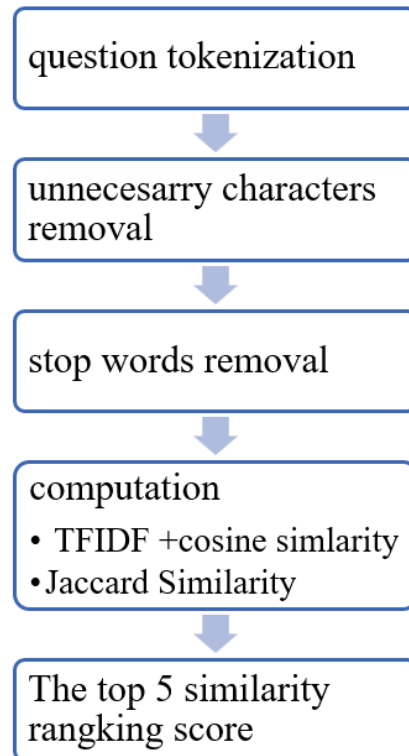 question tokenization
unnecesarry characters
removal
stop words removal
computation
• TFIDF +cosine simlarity
•Jaccard Similarity
The top 5 similarity
rangking score